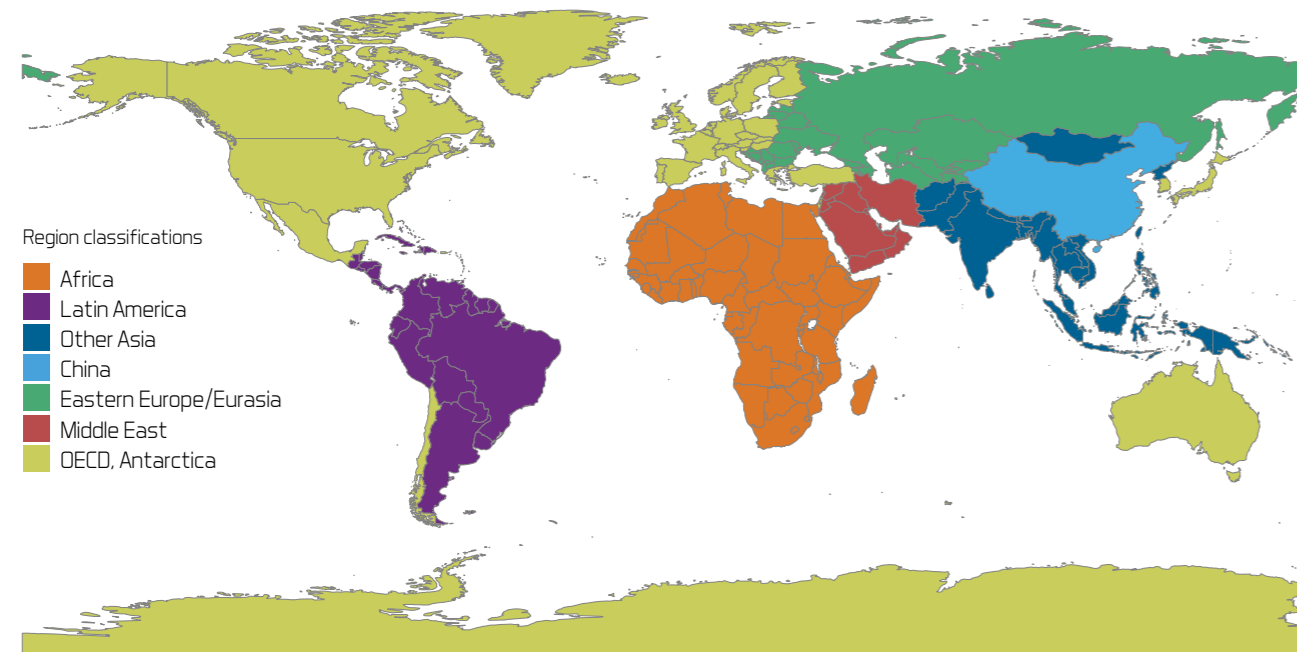 Region classifications
Africa
Latin America
Other Asia
China
Eastern Europe/Eurasia
Middle East
OECD, Antarctica